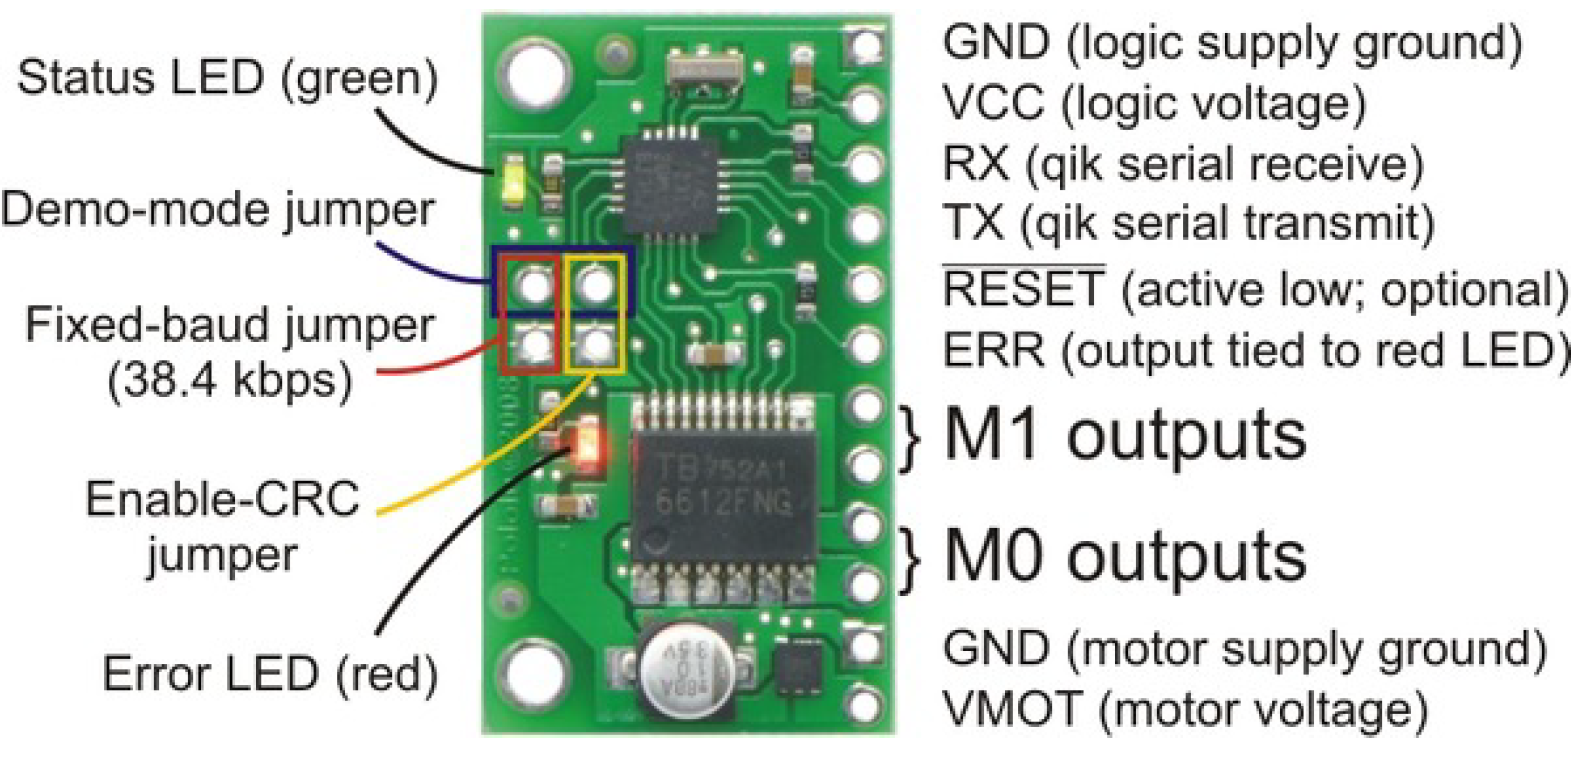 Status LED (green)
Demo-mode jumper
Fixed-baud jumper
(38.4 kbps)
Enable-CRC
jumper
Error LED (red)
TB752A1
6612FNG
GND (logic supply ground)
VCC (logic voltage)
RX (qik serial receive)
TX (qik serial transmit)
RESET (active low; optional)
ERR (output tied to red LED)
M1 outputs
M0 outputs
GND (motor supply ground)
VMOT (motor voltage)